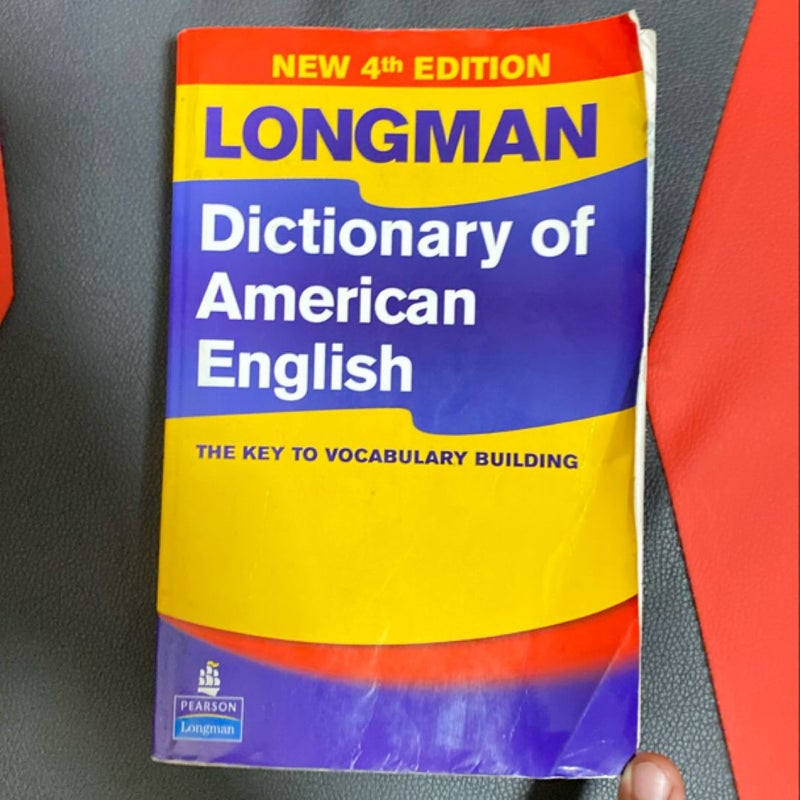 NEW 4th EDITION
LONGMAN
Dictionary of
American
English
THE KEY TO VOCABULARY BUILDING
PEARSON
Longman